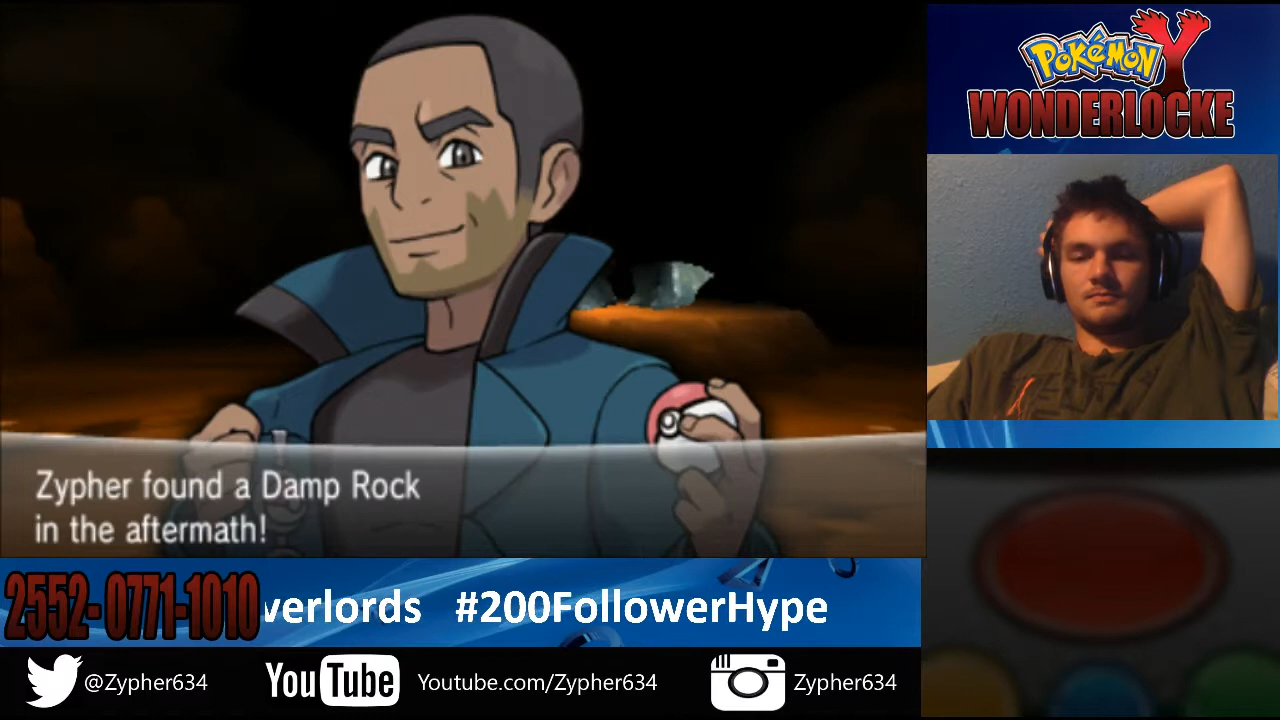 POKéMON Y
WONDERLOCKE
Zypher found a Damp Rock
in the aftermath!
2552-0771-1010
verlords #200FollowerHype
@Zypher634
YouTube
Youtube.com/Zypher634
Zypher634